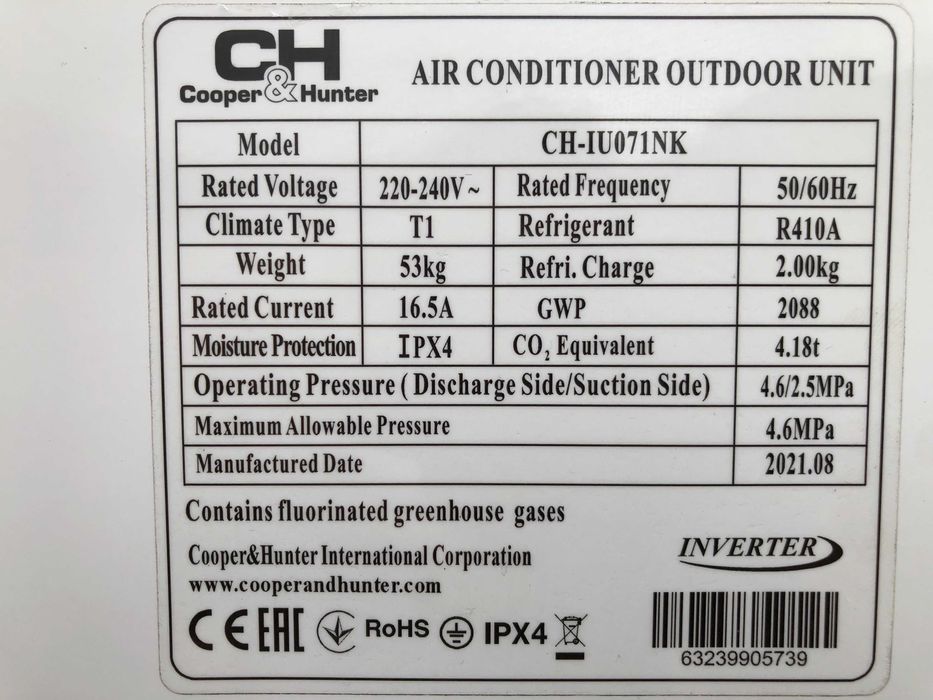 CH
Cooper&Hunter
AIR CONDITIONER OUTDOOR UNIT
Model CH-IU071NK
Rated Voltage 220-240V~ Rated Frequency 50/60Hz
Climate Type T1 Refrigerant R410A
Weight 53kg Refri. Charge 2.00kg
Rated Current 16.5A GWP 2088
Moisture Protection IPX4 CO₂ Equivalent 4.18t
Operating Pressure ( Discharge Side/Suction Side) 4.6/2.5MPa
Maximum Allowable Pressure 4.6MPa
Manufactured Date 2021.08
Contains fluorinated greenhouse gases
Cooper&Hunter International Corporation
www.cooperandhunter.com
INVERTER
CE EAC RoHS IPX4
63239905739